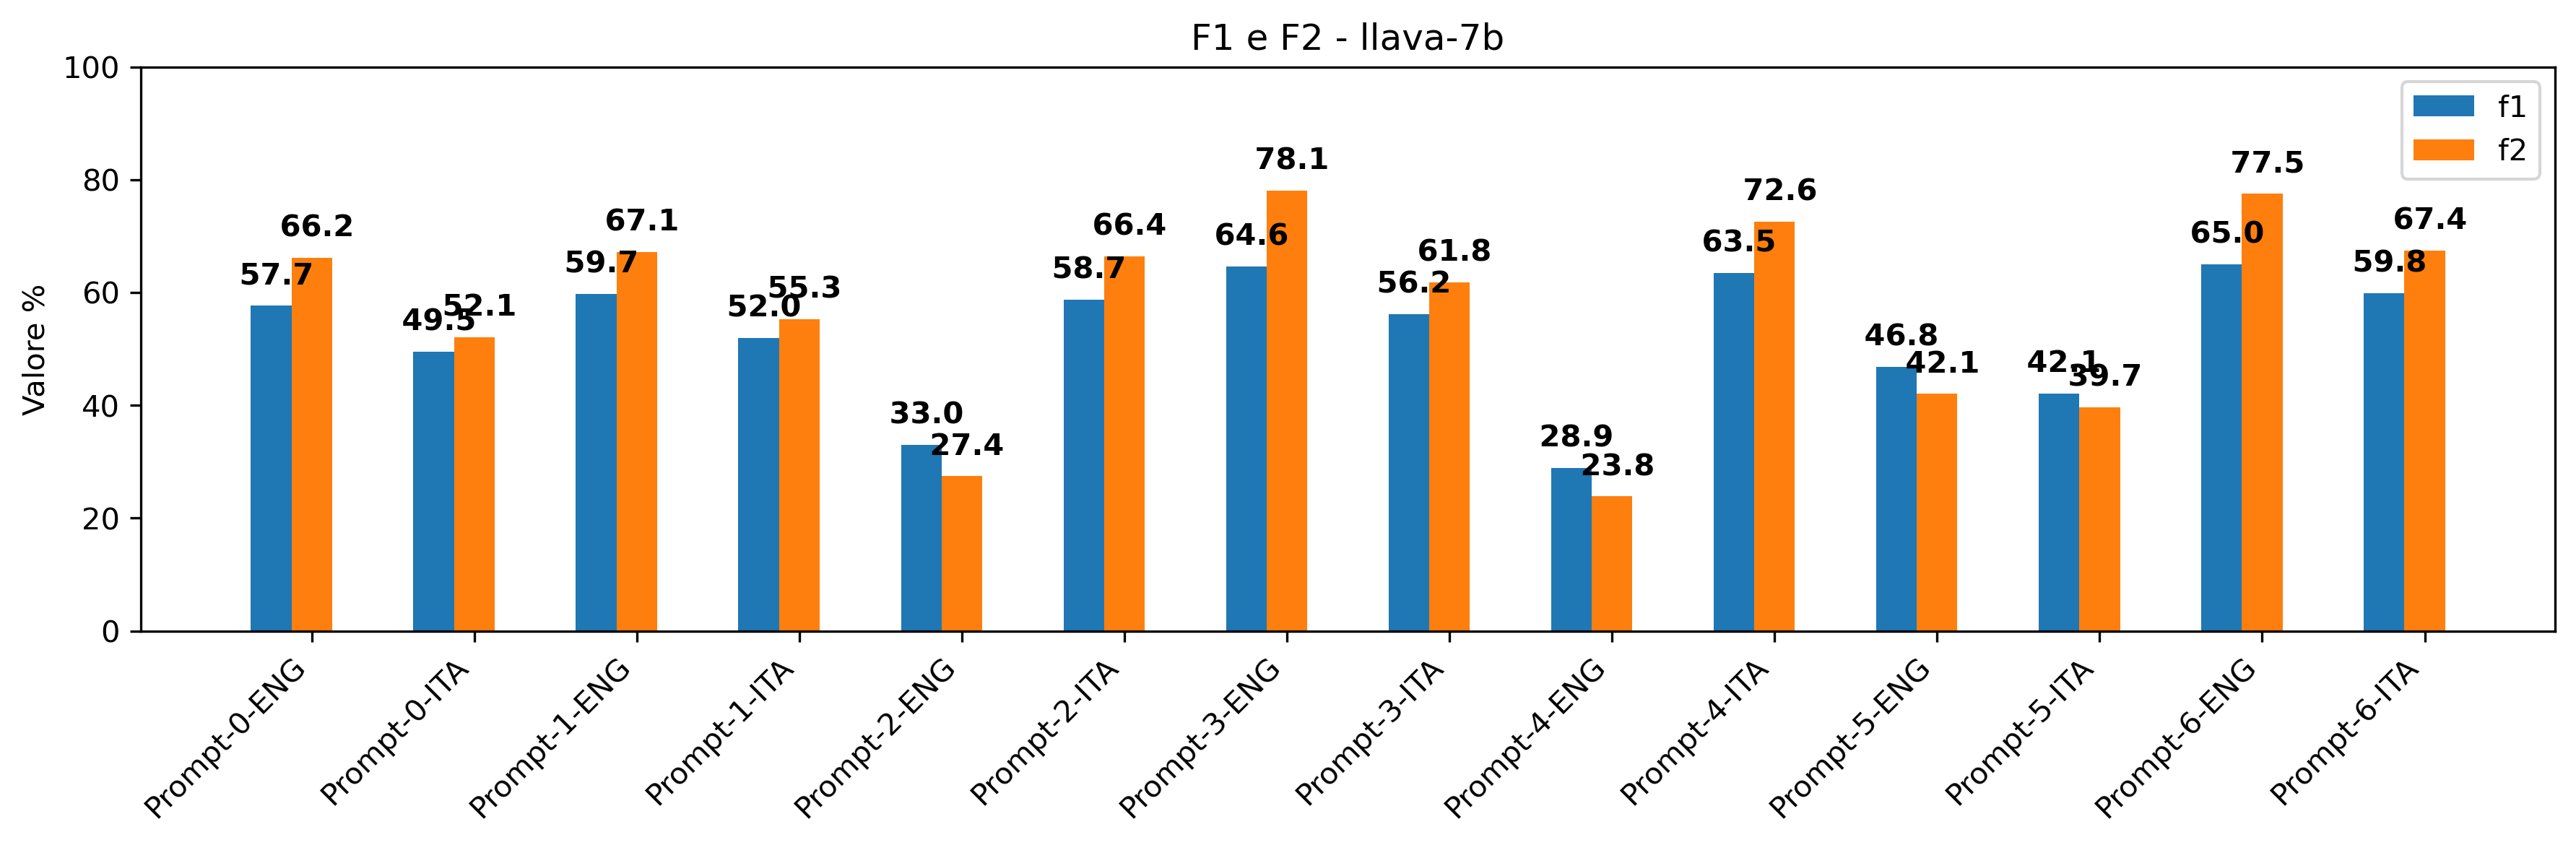 F1 e F2 - llava-7b
100
80
60
40
20
0
Valore %
f1
f2
57.7 66.2
49.5 52.1
59.7 67.1
52.0 55.3
33.0 27.4
58.7 66.4
64.6 78.1
56.2 61.8
28.9 23.8
63.5 72.6
46.8 42.1
42.1 39.7
65.0 77.5
59.8 67.4
Prompt-0-ENG
Prompt-0-ITA
Prompt-1-ENG
Prompt-1-ITA
Prompt-2-ENG
Prompt-2-ITA
Prompt-3-ENG
Prompt-3-ITA
Prompt-4-ENG
Prompt-4-ITA
Prompt-5-ENG
Prompt-5-ITA
Prompt-6-ENG
Prompt-6-ITA